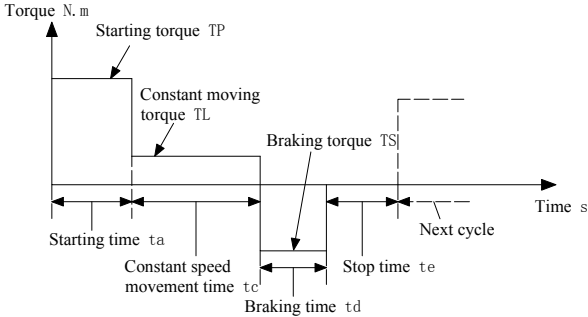 Torque N.m
Starting torque TP
Constant moving
torque TL
Braking torque TS
Time s
Starting time ta
Constant speed
movement time tc
Braking time td
Stop time te
Next cycle